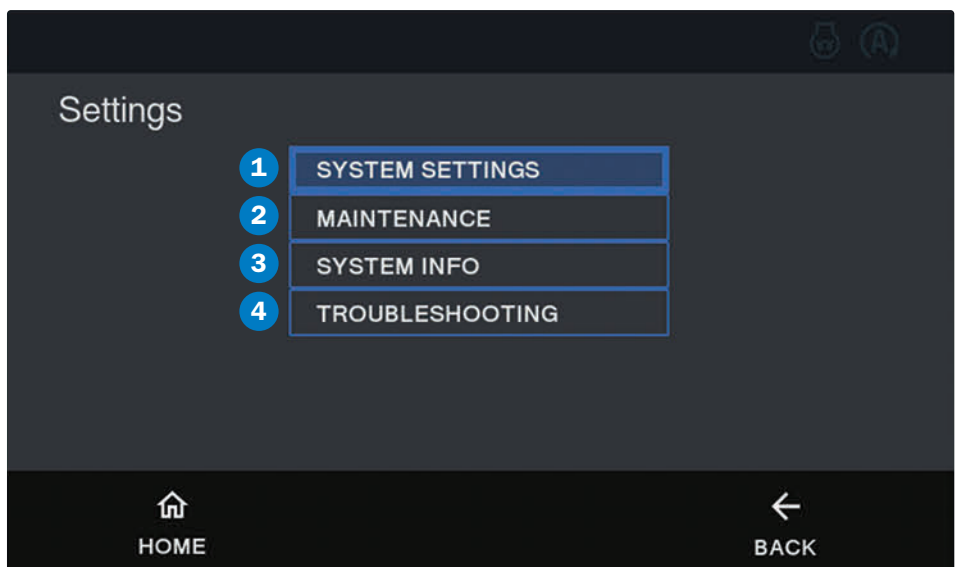 A
Settings
1 SYSTEM SETTINGS
2 MAINTENANCE
3 SYSTEM INFO
4 TROUBLESHOOTING
HOME BACK